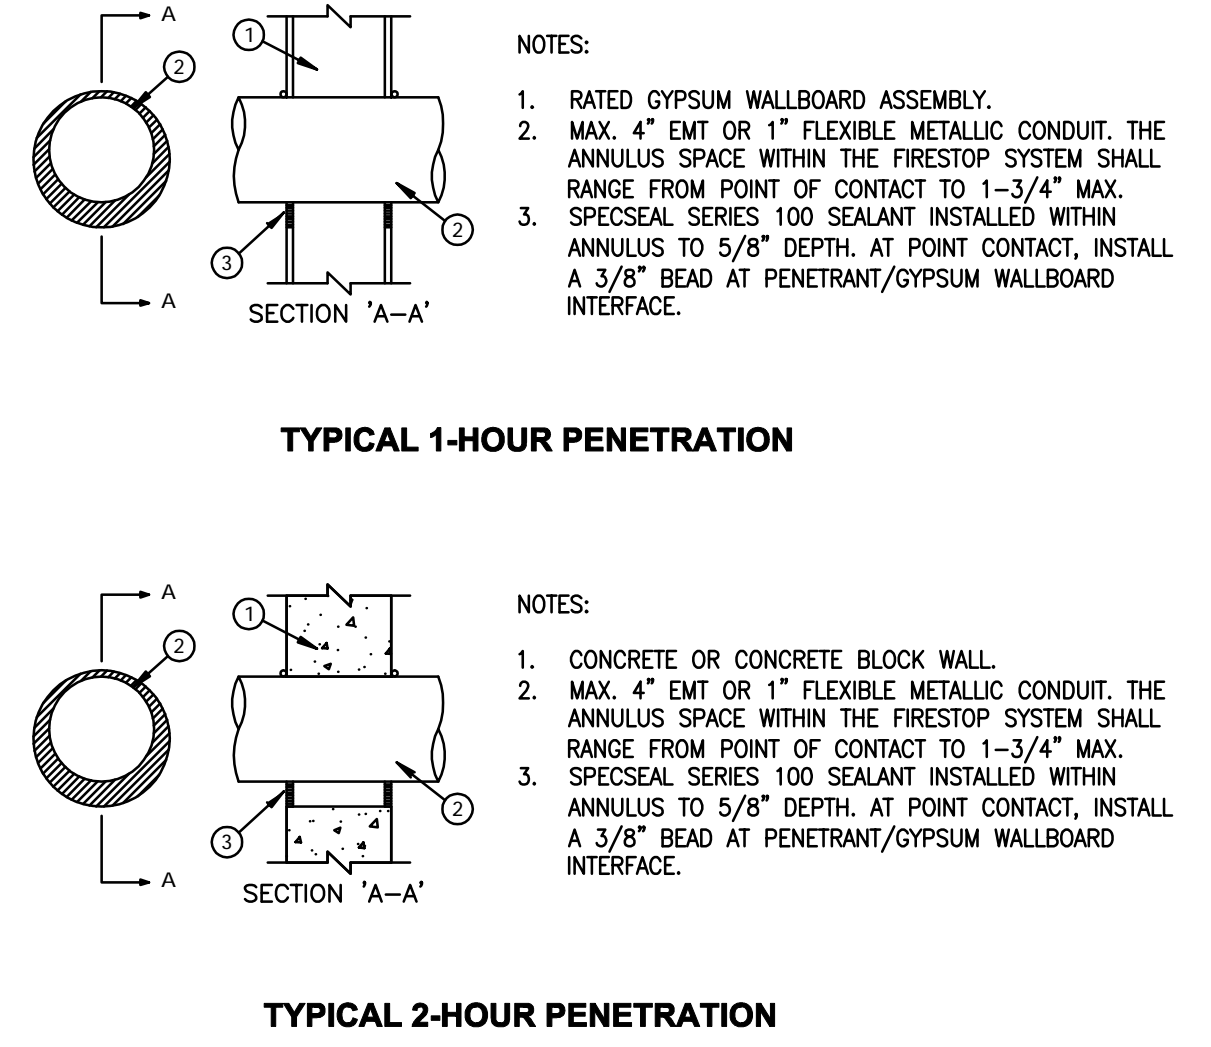 A
1
2
2
3
A
SECTION 'A-A'
NOTES:
1. RATED GYPSUM WALLBOARD ASSEMBLY.
2. MAX. 4" EMT OR 1" FLEXIBLE METALLIC CONDUIT. THE
ANNULUS SPACE WITHIN THE FIRESTOP SYSTEM SHALL
RANGE FROM POINT OF CONTACT TO 1-3/4" MAX.
3. SPECSEAL SERIES 100 SEALANT INSTALLED WITHIN
ANNULUS TO 5/8" DEPTH. AT POINT CONTACT, INSTALL
A 3/8" BEAD AT PENETRANT/GYPSUM WALLBOARD
INTERFACE.
TYPICAL 1-HOUR PENETRATION
A
1
2
2
3
A
SECTION 'A-A'
NOTES:
1. CONCRETE OR CONCRETE BLOCK WALL.
2. MAX. 4" EMT OR 1" FLEXIBLE METALLIC CONDUIT. THE
ANNULUS SPACE WITHIN THE FIRESTOP SYSTEM SHALL
RANGE FROM POINT OF CONTACT TO 1-3/4" MAX.
3. SPECSEAL SERIES 100 SEALANT INSTALLED WITHIN
ANNULUS TO 5/8" DEPTH. AT POINT CONTACT, INSTALL
A 3/8" BEAD AT PENETRANT/GYPSUM WALLBOARD
INTERFACE.
TYPICAL 2-HOUR PENETRATION